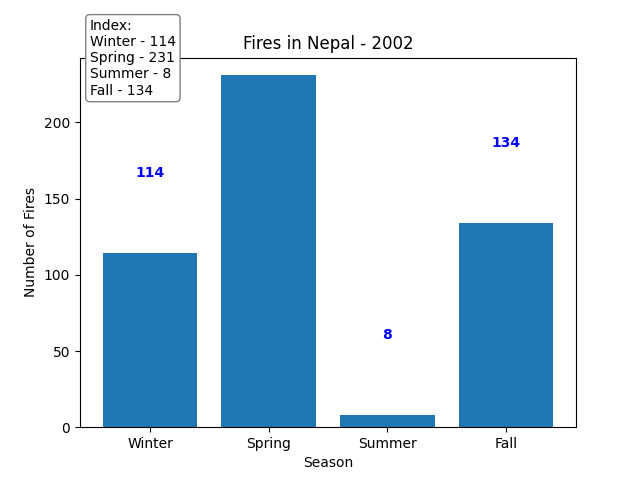 Index:
Winter - 114
Spring - 231
Summer - 8
Fall - 134
Fires in Nepal - 2002
Number of Fires
200
150
100
50
0
114
8
134
Winter
Spring
Summer
Fall
Season